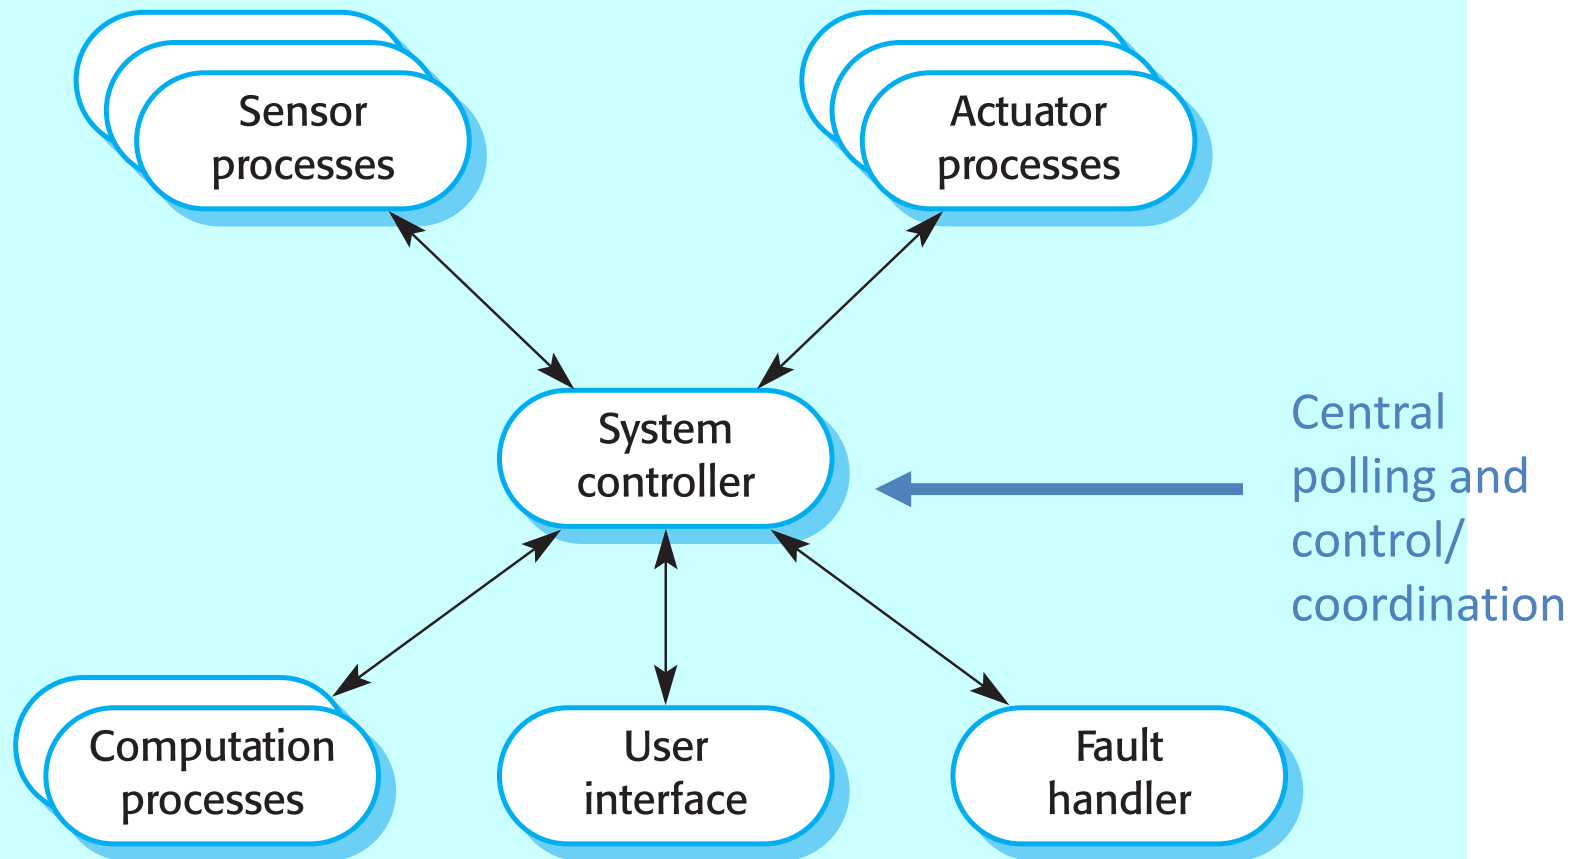 Sensor
processes
Actuator
processes
System
controller
Central
polling and
control/
coordination
Computation
processes
User
interface
Fault
handler